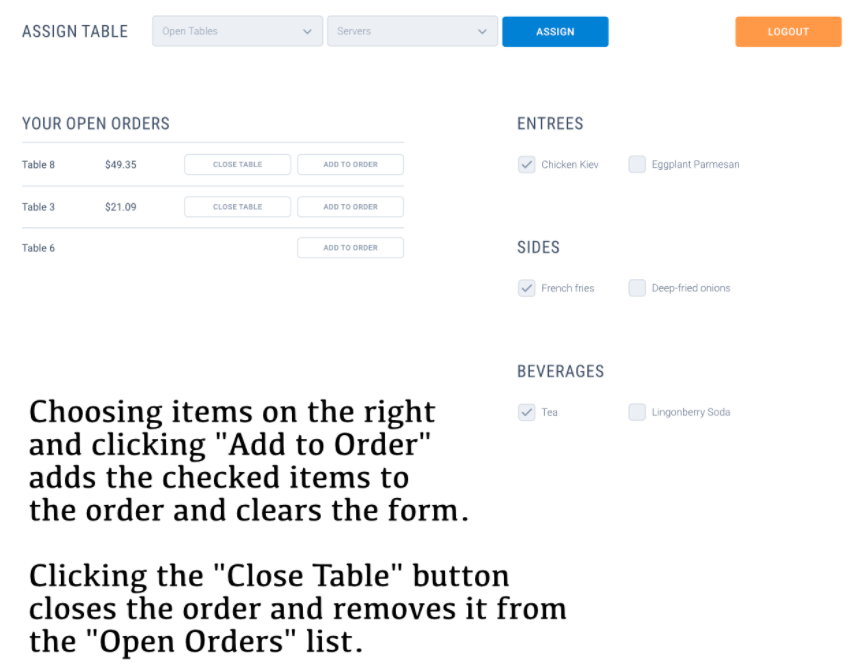 ASSIGN TABLE Open Tables Servers ASSIGN LOGOUT
YOUR OPEN ORDERS
Table 8 $49.35 CLOSE TABLE ADD TO ORDER
Table 3 $21.09 CLOSE TABLE ADD TO ORDER
Table 6 ADD TO ORDER
ENTREES
Chicken Kiev Eggplant Parmesan
SIDES
French fries Deep-fried onions
BEVERAGES
Tea Lingonberry Soda
Choosing items on the right
and clicking "Add to Order"
adds the checked items to
the order and clears the form.
Clicking the "Close Table" button
closes the order and removes it from
the "Open Orders" list.